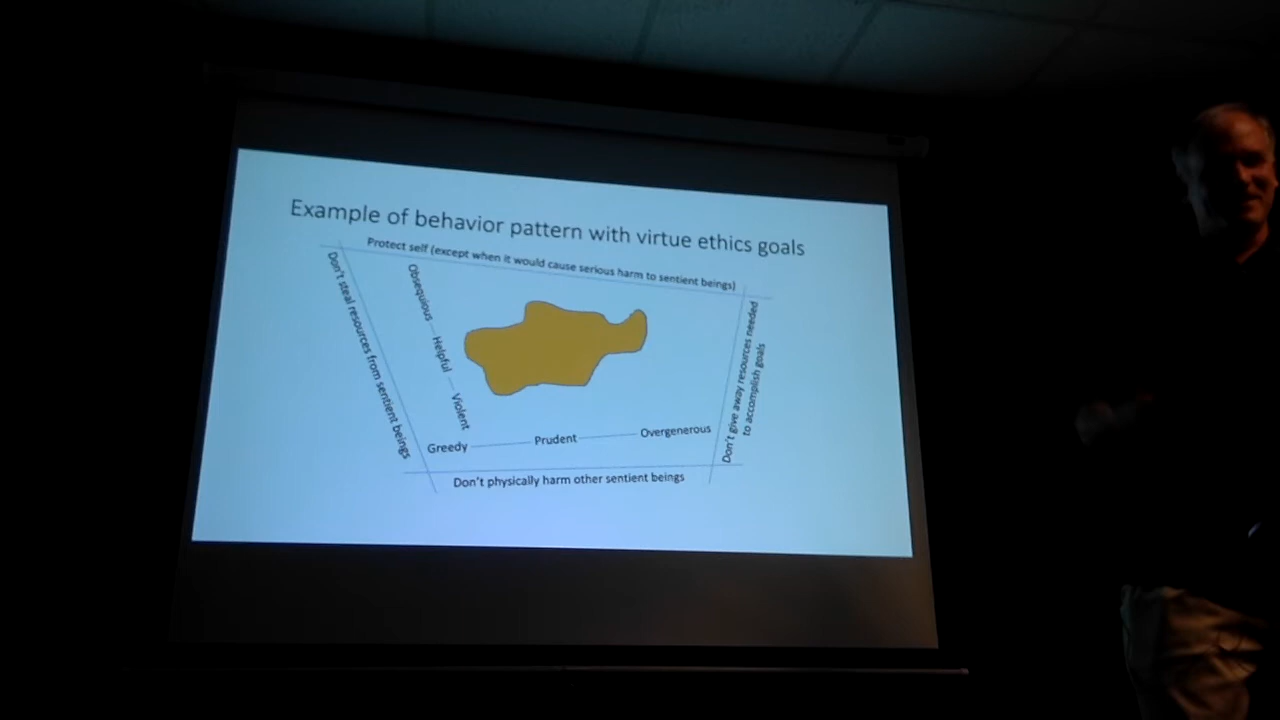 Example of behavior pattern with virtue ethics goals
Protect self (except when it would cause serious harm to sentient beings)
Don't steal resources from sentient beings
Obsequious — Helpful — Violent
Greedy — Prudent — Overgenerous
Don't give away resources needed
to accomplish goals
Don't physically harm other sentient beings